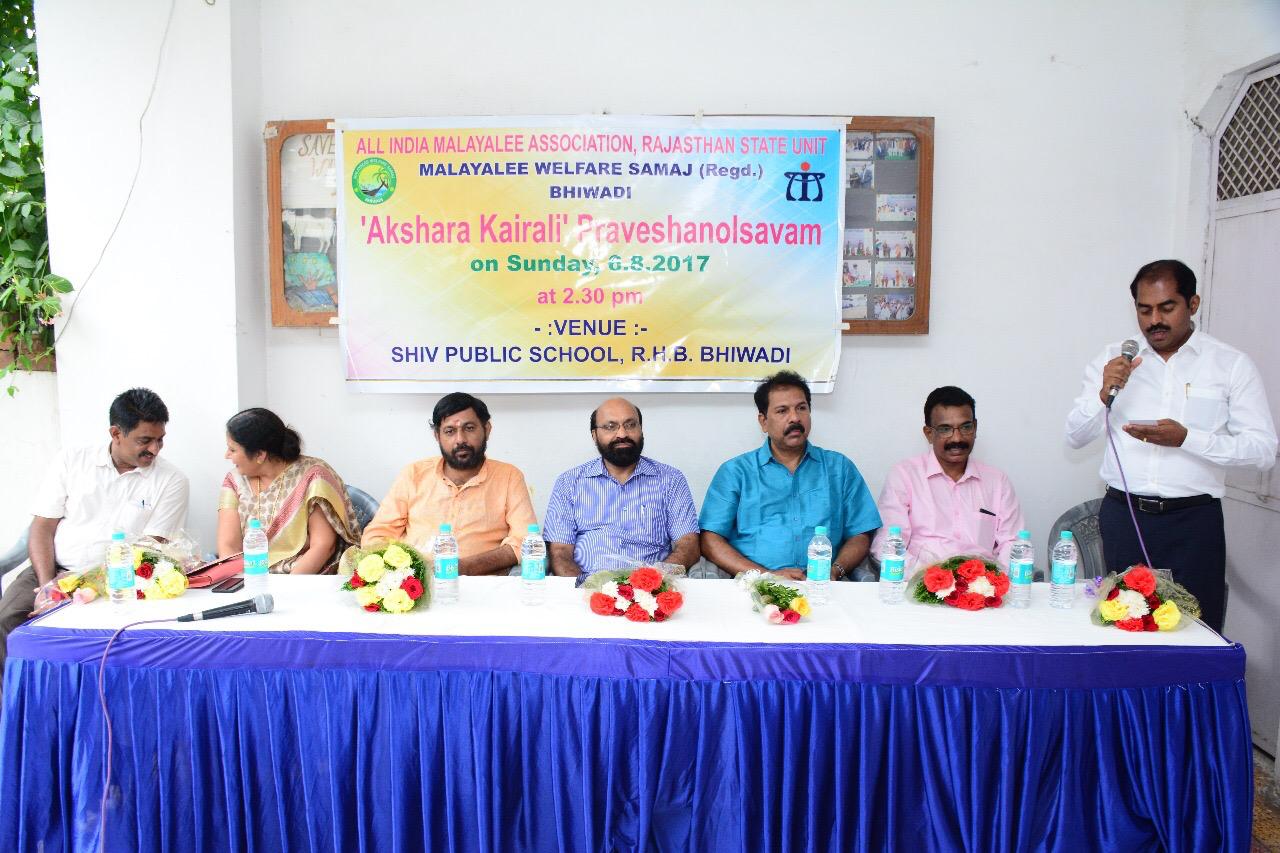 SAVE
ALL INDIA MALAYALEE ASSOCIATION, RAJASTHAN STATE UNIT
MALAYALEE WELFARE SAMAJ (Regd.)
BHIWADI
'Akshara Kairali' Praveshanolsavam
on Sunday, 6.8.2017
at 2.30 pm
- :VENUE :-
SHIV PUBLIC SCHOOL, R.H.B. BHIWADI